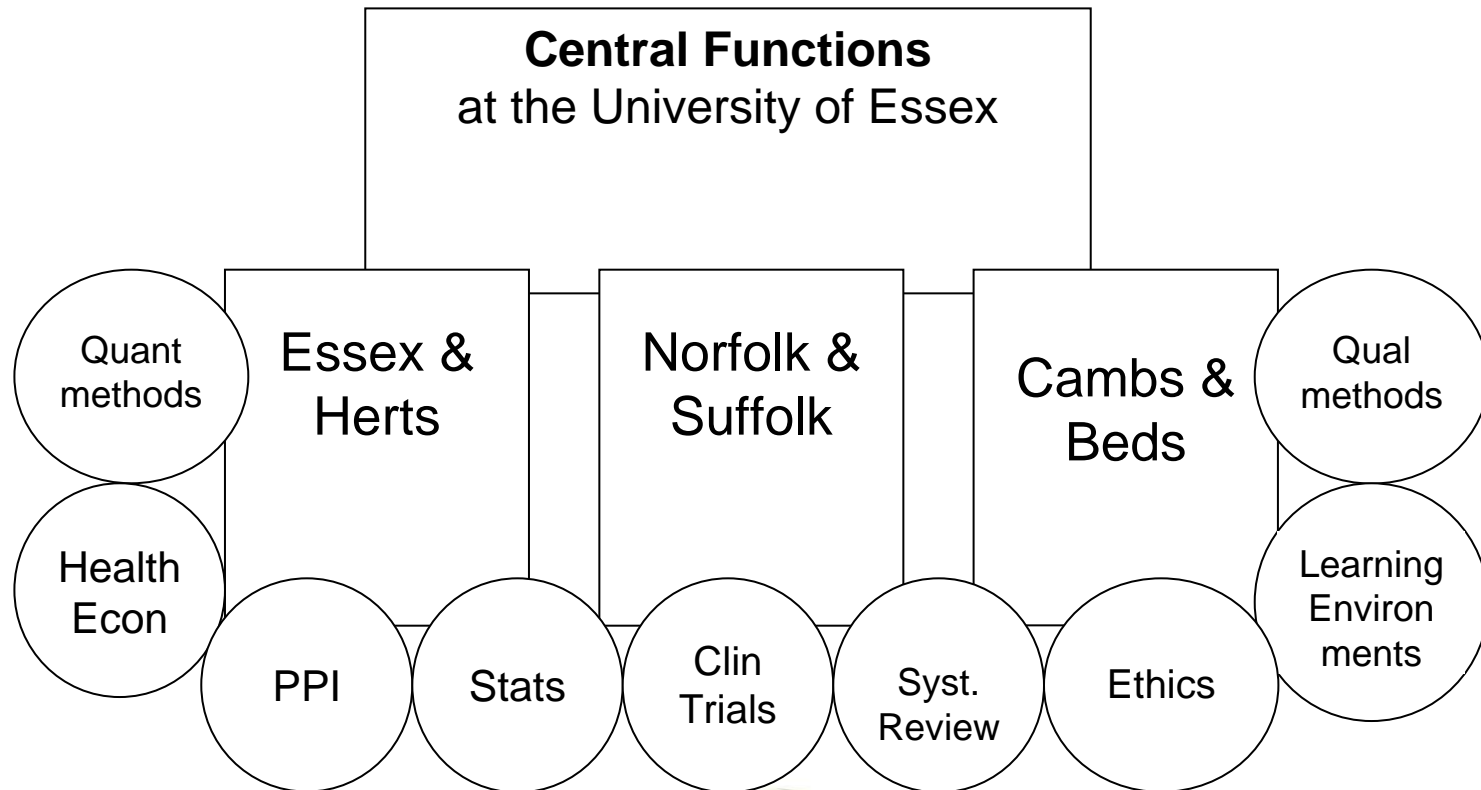 Central Functions
at the University of Essex
Quant
methods
Essex &
Herts
Norfolk &
Suffolk
Cambs &
Beds
Qual
methods
Health
Econ
Learning
Environ
ments
PPI
Stats
Clin
Trials
Syst.
Review
Ethics